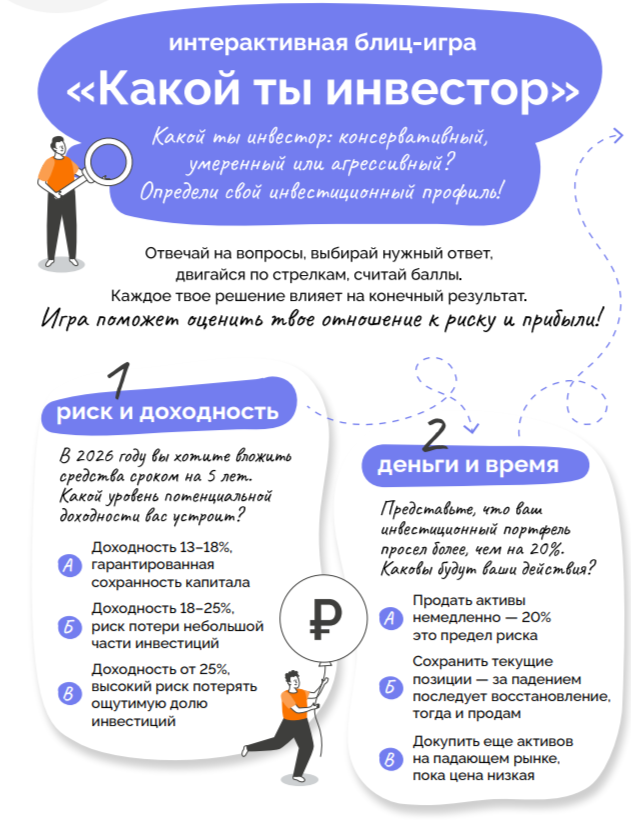 интерактивная блиц-игра
«Какой ты инвестор»
Какой ты инвестор: консервативный,
умеренный или агрессивный?
Определи свой инвестиционный профиль!
Отвечай на вопросы, выбирай нужный ответ,
двигайся по стрелкам, считай баллы.
Каждое твое решение влияет на конечный результат.
Игра поможет оценить твое отношение к риску и прибыли!
1
риск и доходность
В 2026 году вы хотите вложить
средства сроком на 5 лет.
Какой уровень потенциальной
доходности вас устроит?
А
Доходность 13–18%,
гарантированная
сохранность капитала
Б
Доходность 18–25%,
риск потери небольшой
части инвестиций
В
Доходность от 25%,
высокий риск потерять
ощутимую долю
инвестиций
₽
2
деньги и время
Представьте, что ваш
инвестиционный портфель
просел более, чем на 20%.
Каковы будут ваши действия?
А
Продать активы
немедленно — 20%
это предел риска
Б
Сохранить текущие
позиции — за падением
последует восстановление,
тогда и продам
В
Докупить еще активов
на падающем рынке,
пока цена низкая